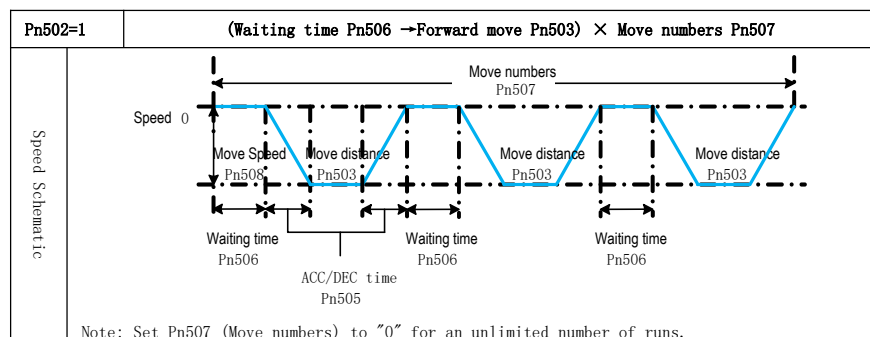 Pn502=1
(Waiting time Pn506 →Forward move Pn503) × Move numbers Pn507
Speed Schematic
Move numbers
Pn507
Speed 0
Move Speed
Pn508
Move distance
Pn503
Move distance
Pn503
Move distance
Pn503
Waiting time
Pn506
Waiting time
Pn506
Waiting time
Pn506
ACC/DEC time
Pn505
Note: Set Pn507 (Move numbers) to "0" for an unlimited number of runs.